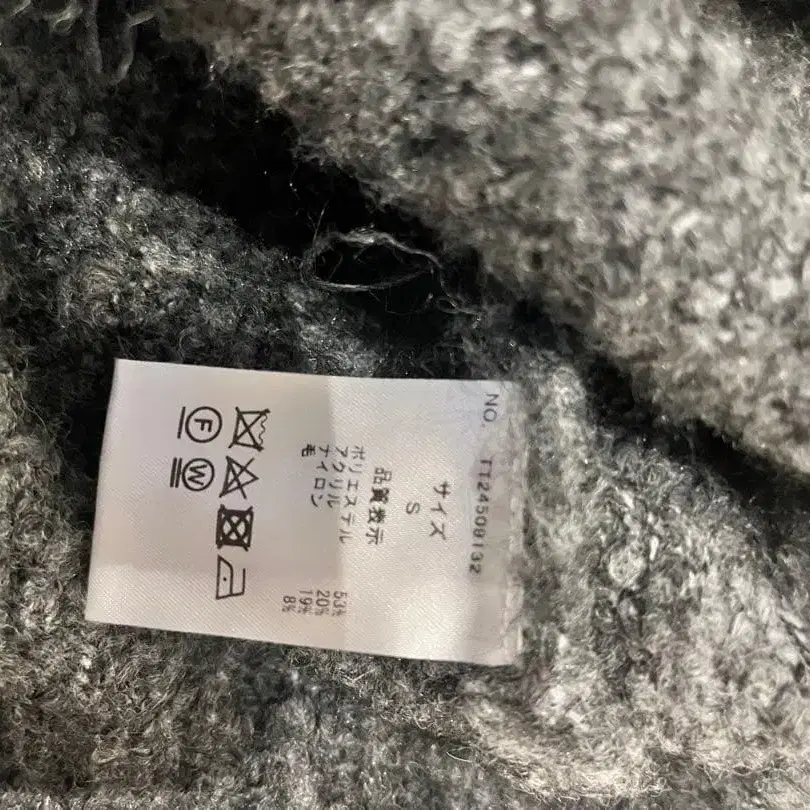 NO. TT24509132
サイズ
S
品質表示
ポリエステル 53%
アクリル 20%
ナイロン 19%
毛 8%
F
W